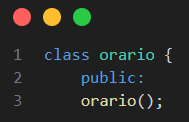 1 class orario {
2     public:
3     orario();